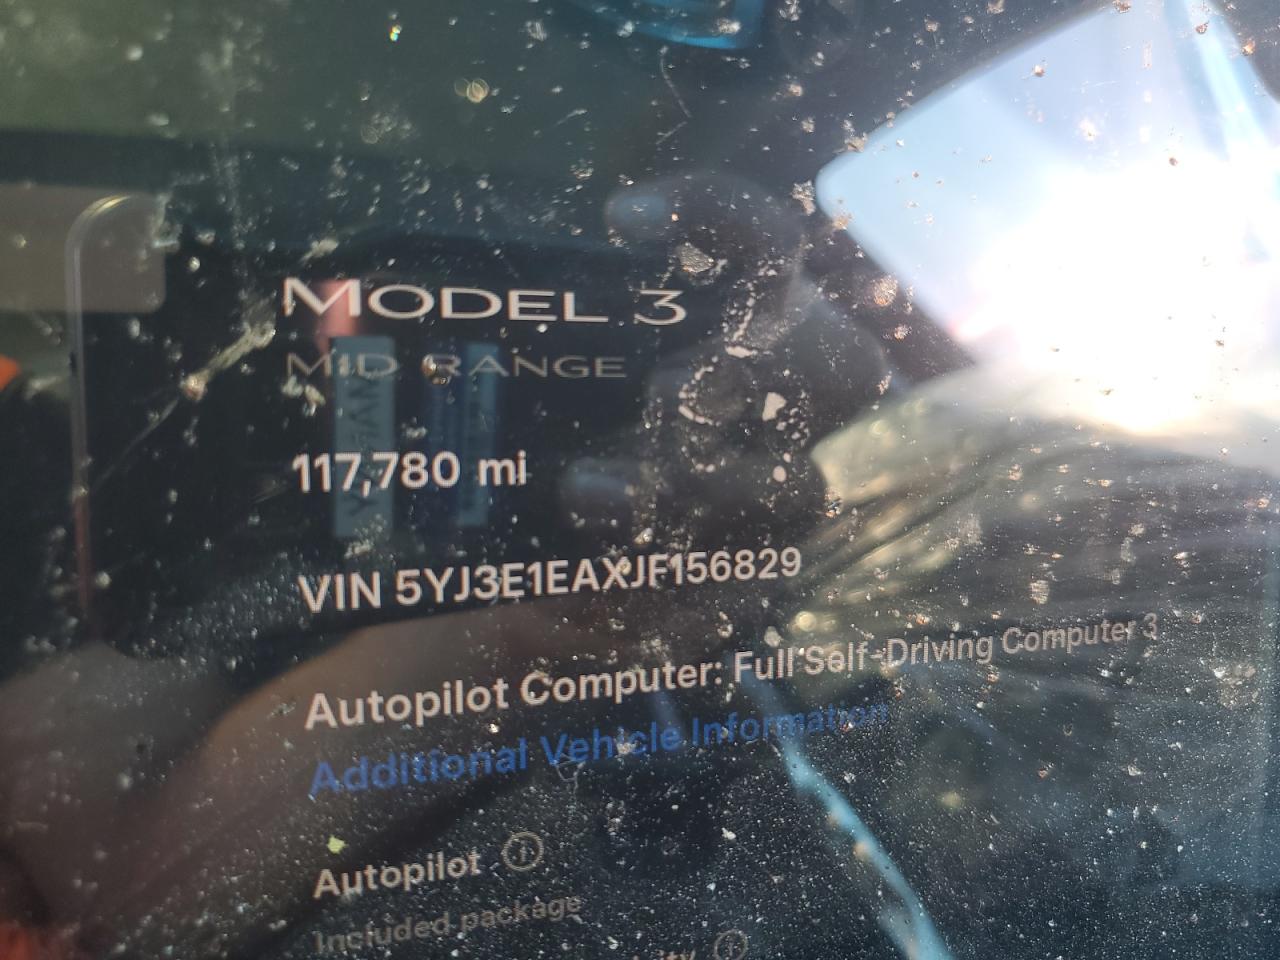 MODEL 3
MID RANGE
117,780 mi
VIN 5YJ3E1EAXJF156829
Autopilot Computer: Full Self-Driving Computer 3
Additional Vehicle Information
Autopilot
Included package